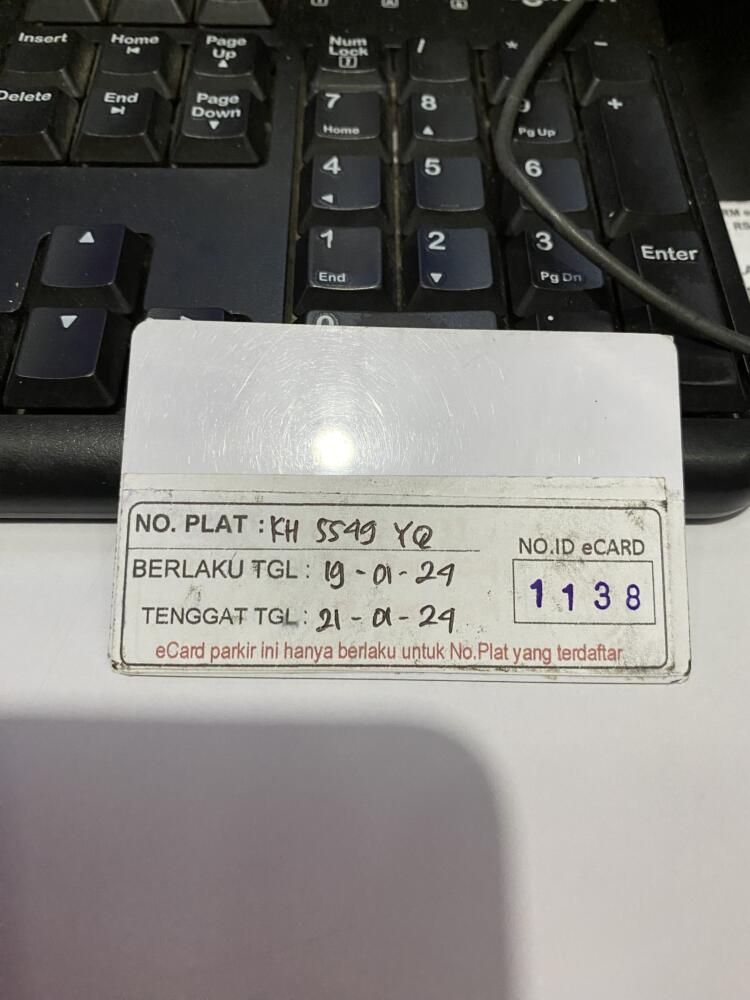 Insert Home Page Up Num Lock / * -
Delete End Page Down 7 Home 8 9 Pg Up +
4 5 6
1 End 2 3 Pg Dn Enter
0 .
NO. PLAT : KH 5549 YQ
BERLAKU TGL : 19 - 01 - 24
TENGGAT TGL : 21 - 01 - 24
NO.ID eCARD
1138
eCard parkir ini hanya berlaku untuk No.Plat yang terdaftar